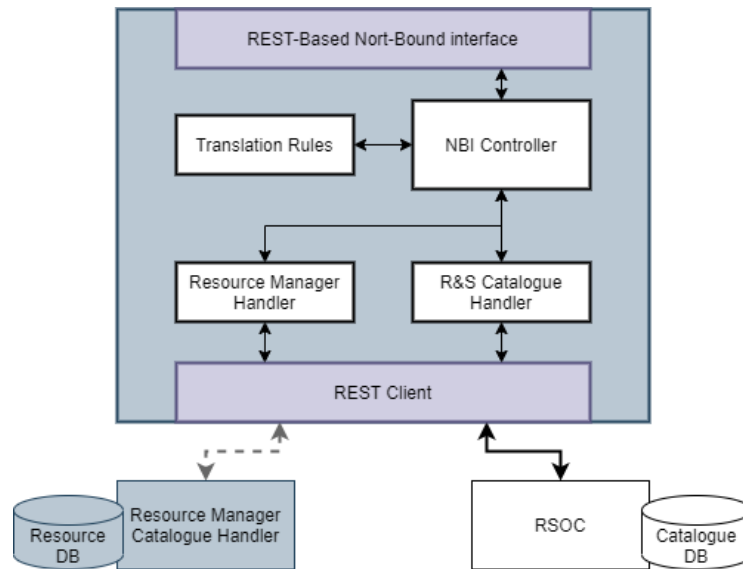 REST-Based Nort-Bound interface
Translation Rules
NBI Controller
Resource Manager
Handler
R&S Catalogue
Handler
REST Client
Resource DB
Resource Manager
Catalogue Handler
RSOC
Catalogue
DB